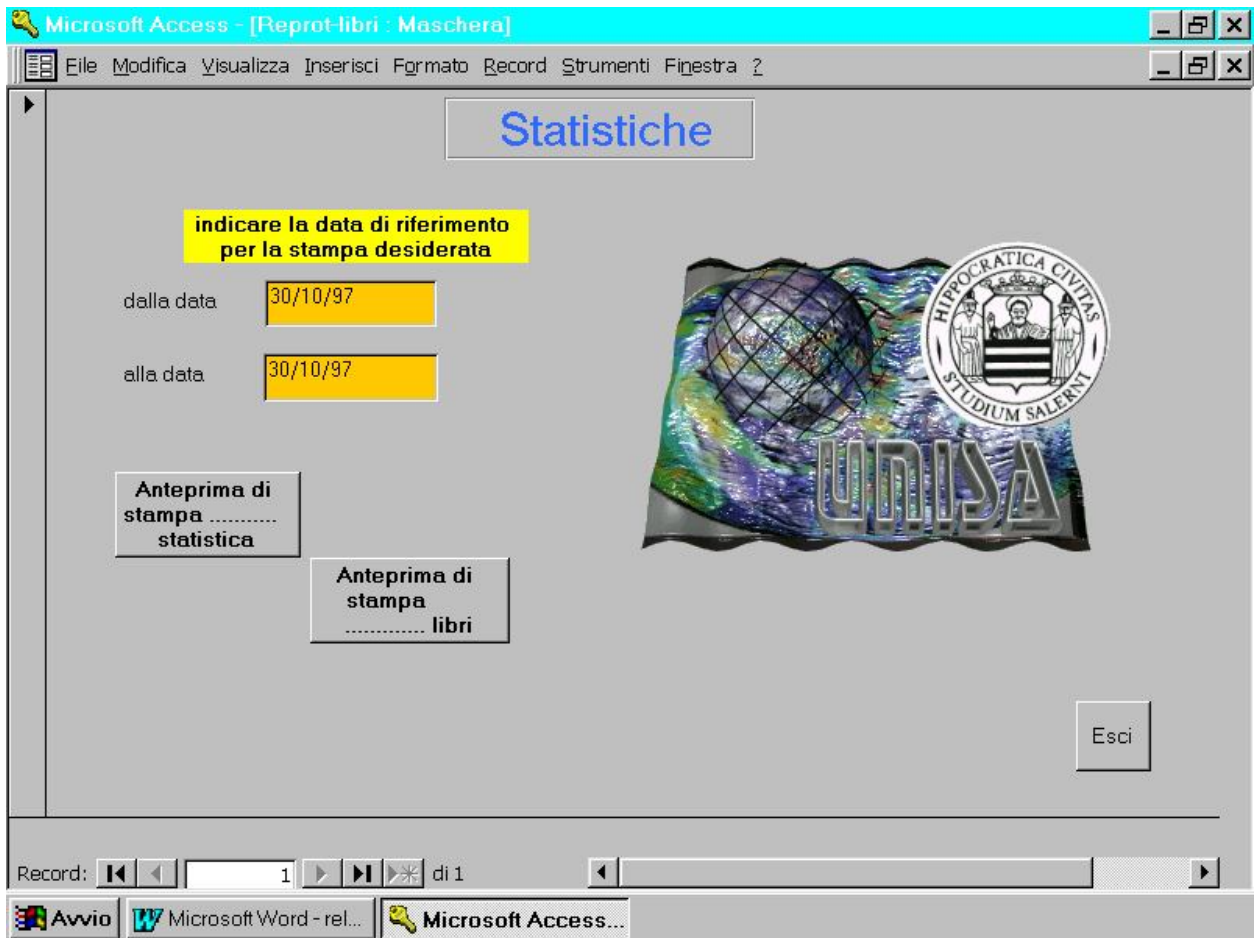 Microsoft Access - [Reprot-libri : Maschera]
File Modifica Visualizza Inserisci Formato Record Strumenti Finestra ?
Statistiche
indicare la data di riferimento
per la stampa desiderata
dalla data 30/10/97
alla data 30/10/97
HIPPOCRATICA CIVITAS
STUDIUM SALERNI
UNISA
Anteprima di
stampa ...........
statistica
Anteprima di
stampa
............. libri
Esci
Record: 1 di 1
Avvio Microsoft Word - rel... Microsoft Access...